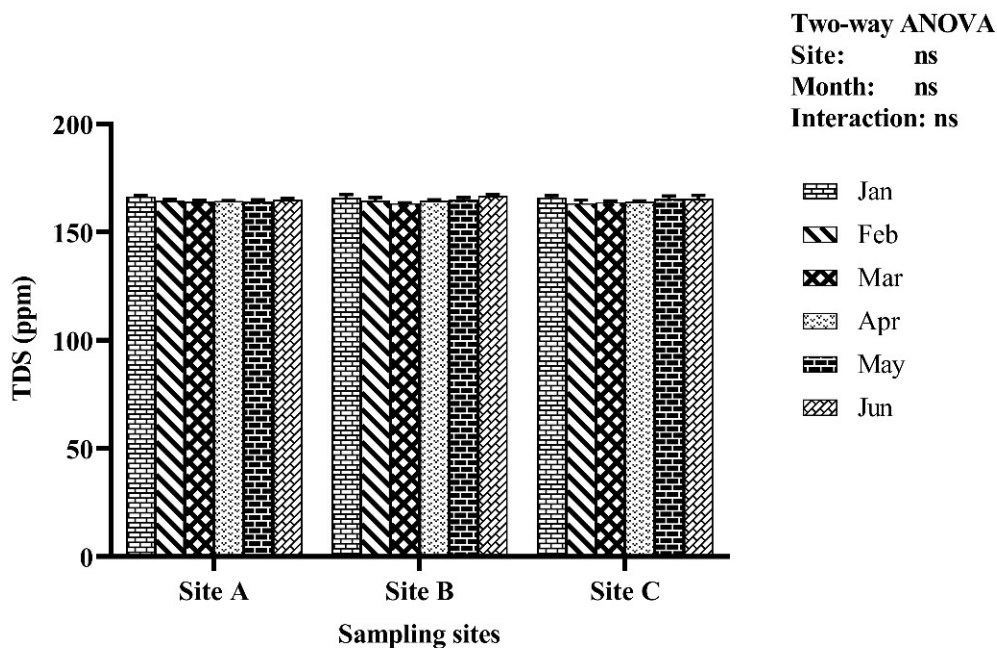 Two-way ANOVA
Site: ns
Month: ns
Interaction: ns
200
150
100
50
0
TDS (ppm)
Jan
Feb
Mar
Apr
May
Jun
Site A
Site B
Site C
Sampling sites